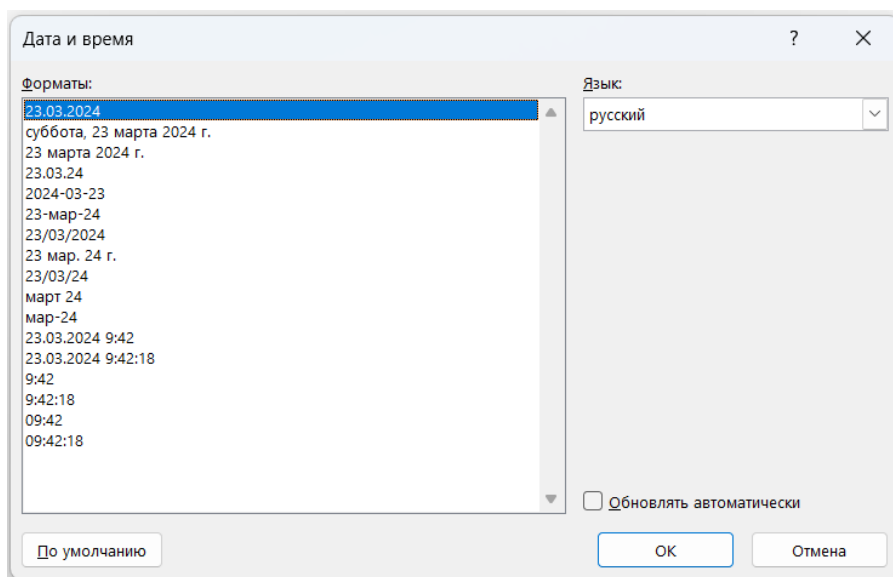 Дата и время
?
Форматы:
Язык:
23.03.2024
русский
суббота, 23 марта 2024 г.
23 марта 2024 г.
23.03.24
2024-03-23
23-мар-24
23/03/2024
23 мар. 24 г.
23/03/24
март 24
мар-24
23.03.2024 9:42
23.03.2024 9:42:18
9:42
9:42:18
09:42
09:42:18
Обновлять автоматически
По умолчанию
ОК
Отмена